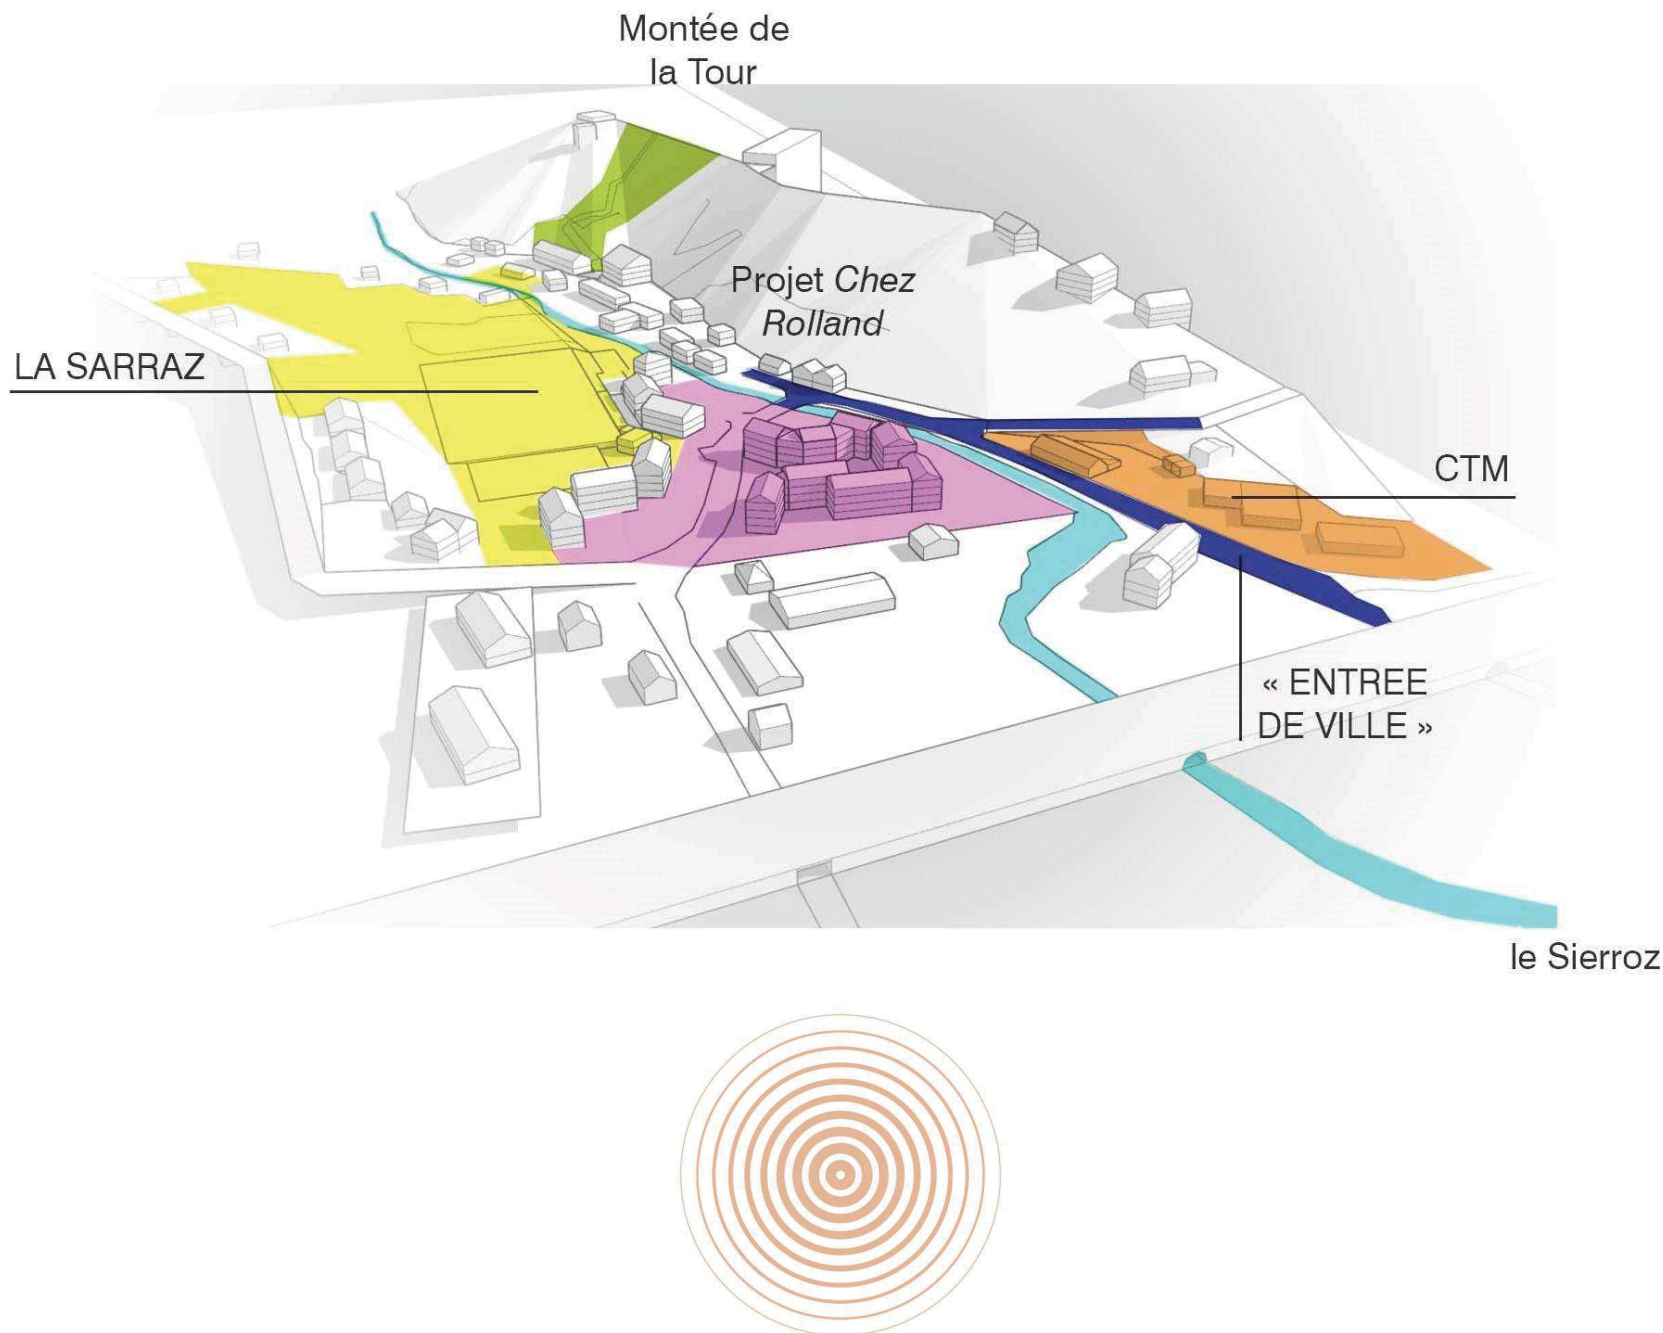 Montée de
la Tour
Projet Chez
Rolland
LA SARRAZ
CTM
« ENTREE
DE VILLE »
le Sierroz